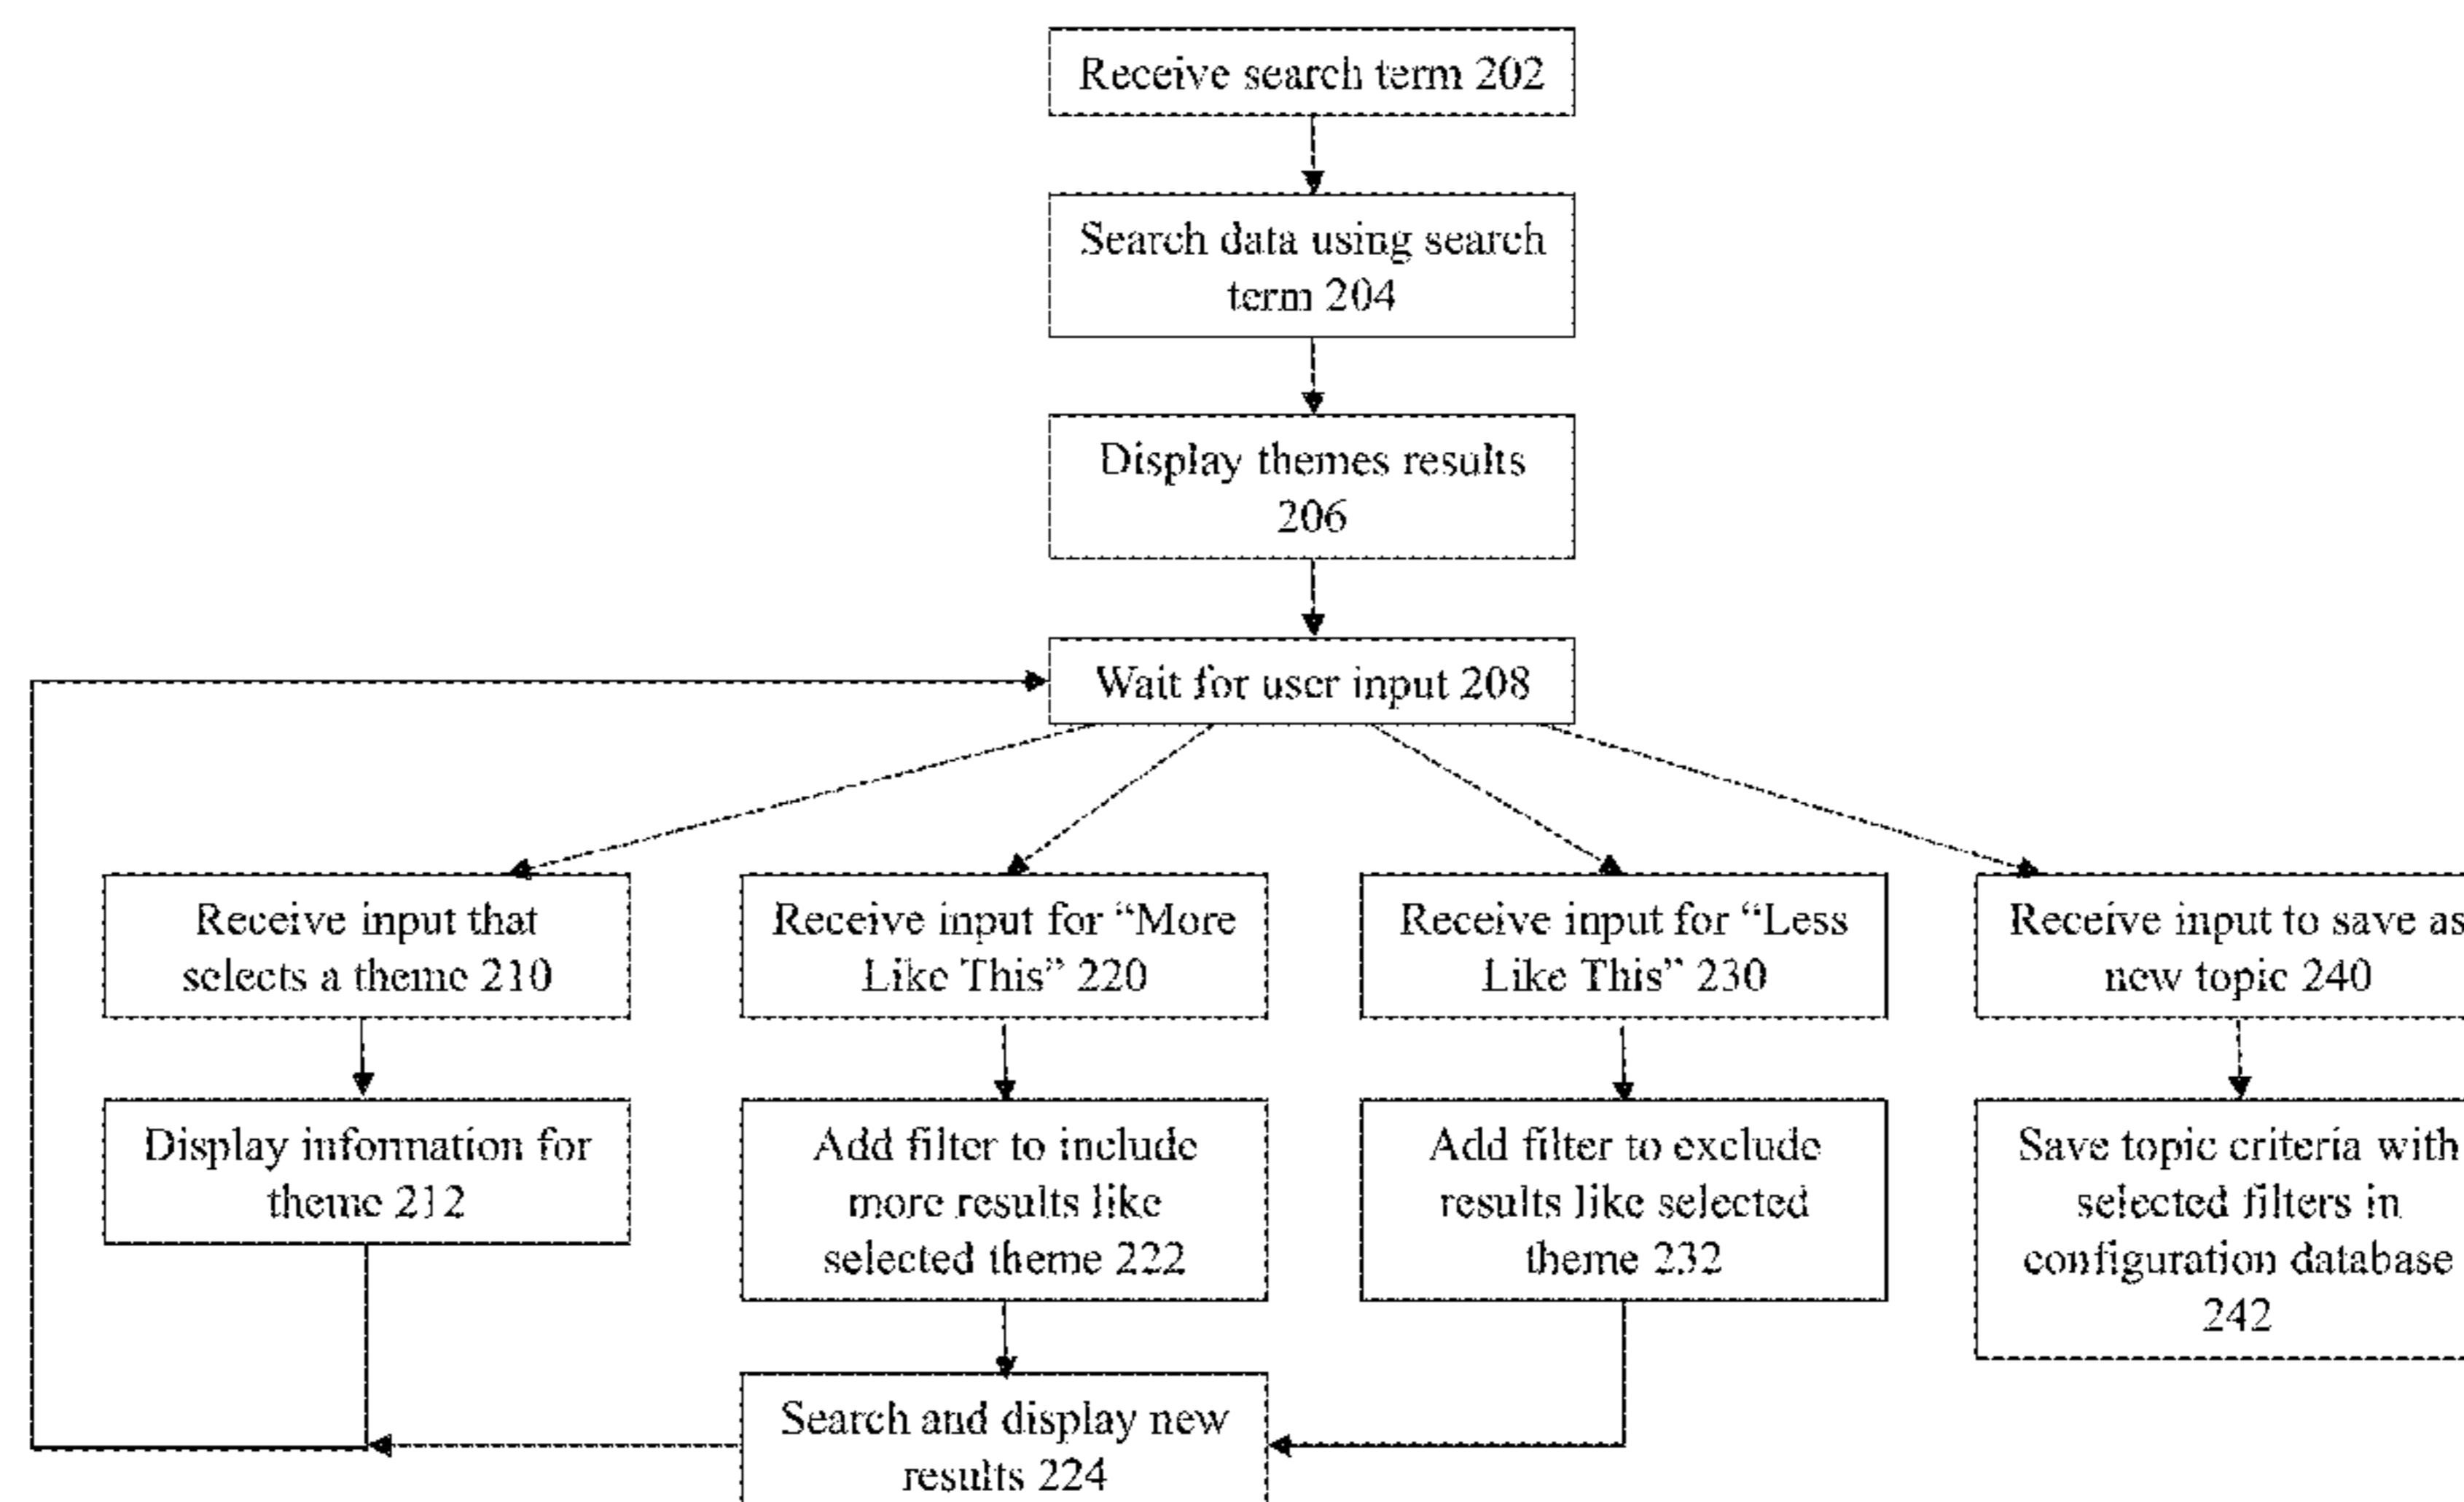 Receive search term 202
Search data using search
term 204
Display themes results
206
Wait for user input 208
Receive input that
selects a theme 210
Receive input for “More
Like This” 220
Receive input for “Less
Like This” 230
Receive input to save as
new topic 240
Display information for
theme 212
Add filter to include
more results like
selected theme 222
Add filter to exclude
results like selected
theme 232
Save topic criteria with
selected filters in
configuration database
242
Search and display new
results 224